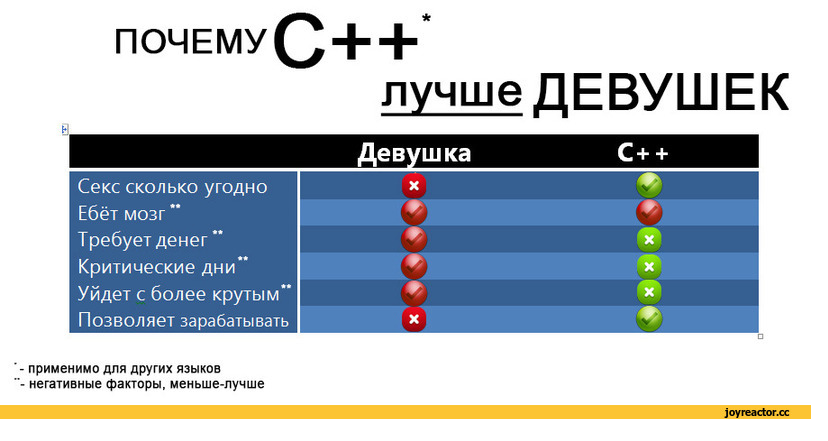 ПОЧЕМУ C++*
лучше ДЕВУШЕК
Девушка C++
Секс сколько угодно
Ебёт мозг **
Требует денег **
Критические дни**
Уйдет с более крутым**
Позволяет зарабатывать
* - применимо для других языков
** - негативные факторы, меньше-лучше
joyreactor.cc